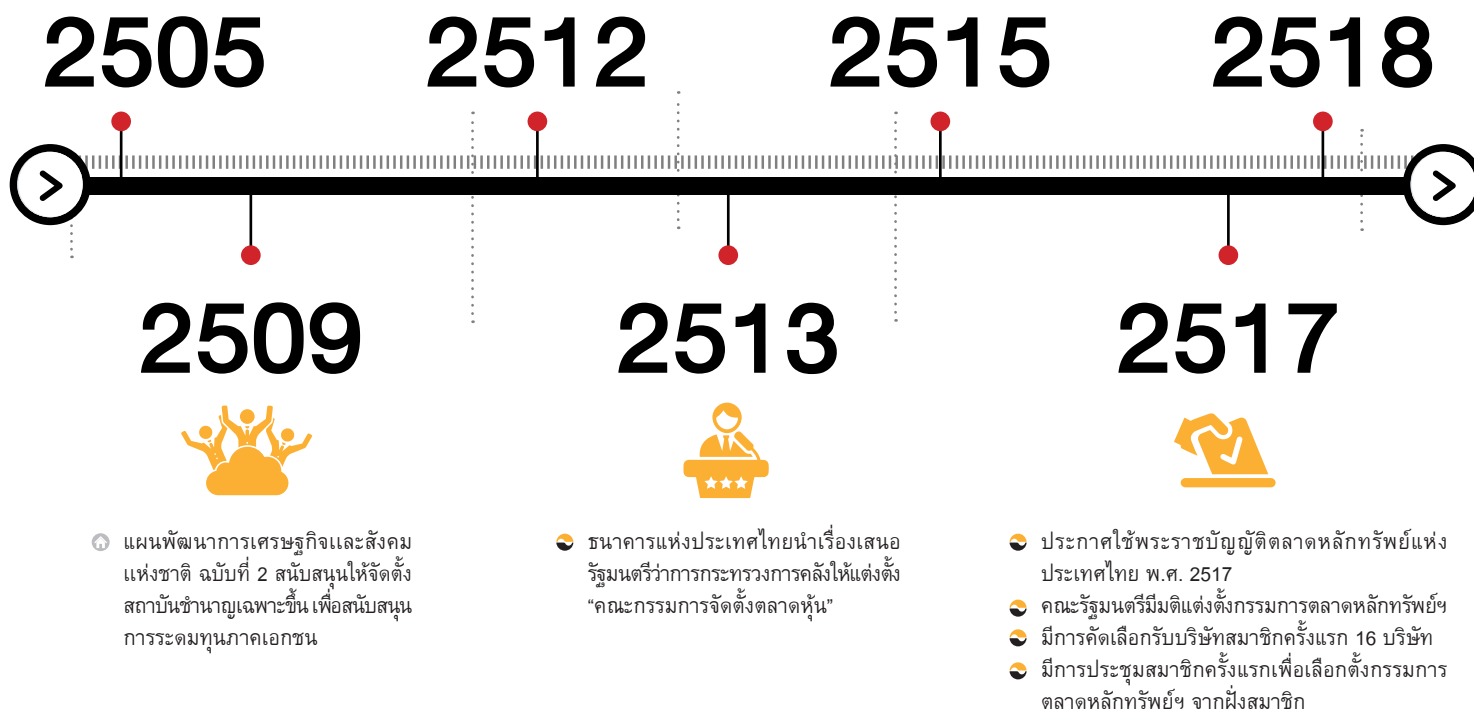 2505 2512 2515 2518
2509
แผนพัฒนาการเศรษฐกิจและสังคม
แห่งชาติ ฉบับที่ 2 สนับสนุนให้จัดตั้ง
สถาบันชำนาญเฉพาะขึ้น เพื่อสนับสนุน
การระดมทุนภาคเอกชน
2513
ธนาคารแห่งประเทศไทยนำเรื่องเสนอ
รัฐมนตรีว่าการกระทรวงการคลังให้แต่งตั้ง
“คณะกรรมการจัดตั้งตลาดหุ้น”
2517
ประกาศใช้พระราชบัญญัติตลาดหลักทรัพย์แห่ง
ประเทศไทย พ.ศ. 2517
คณะรัฐมนตรีมีมติแต่งตั้งกรรมการตลาดหลักทรัพย์ฯ
มีการคัดเลือกรับบริษัทสมาชิกครั้งแรก 16 บริษัท
มีการประชุมสมาชิกครั้งแรกเพื่อเลือกตั้งกรรมการ
ตลาดหลักทรัพย์ฯ จากฝั่งสมาชิก